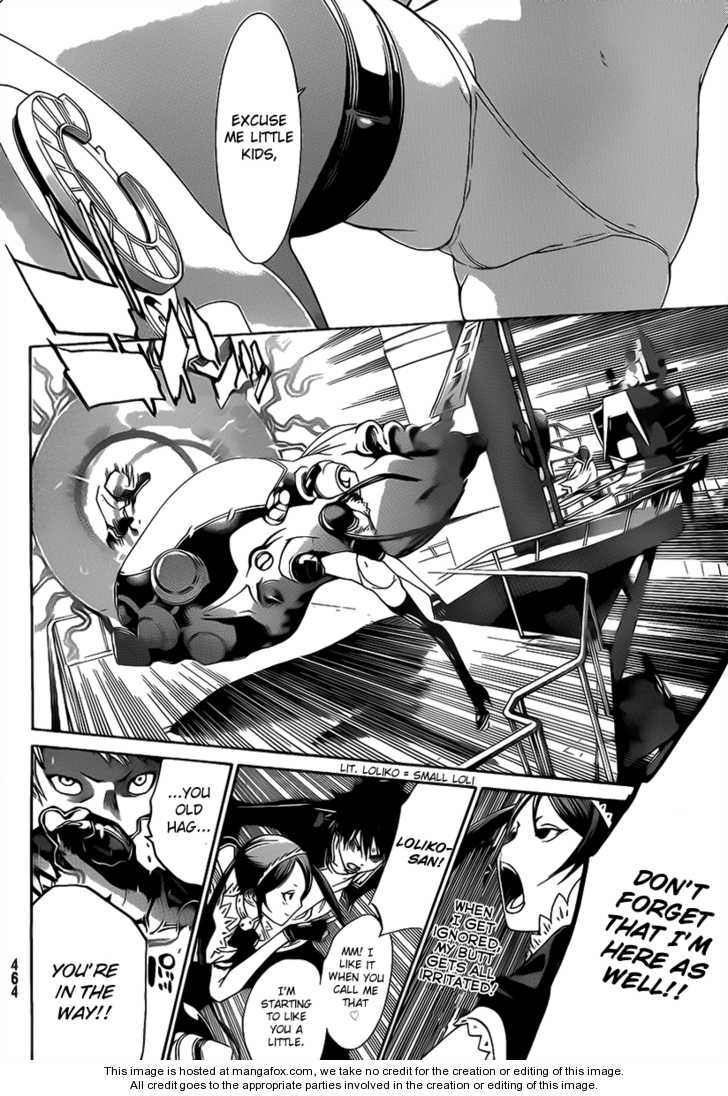 EXCUSE
ME LITTLE
KIDS,
LIT. LOLIKO = SMALL LOLI
DON'T
FORGET
THAT I'M
HERE AS
WELL!!
WHEN
I GET
IGNORED,
MY BUTT
GETS ALL
IRRITATED!
LOLIKO-
SAN!
MM! I
LIKE IT
WHEN YOU
CALL ME
THAT
♡
I'M
STARTING
TO LIKE
YOU A
LITTLE.
...YOU
OLD
HAG...
YOU'RE
IN THE
WAY!!
464
This image is hosted at mangafox.com, we take no credit for the creation or editing of this image.
All credit goes to the appropriate parties involved in the creation or editing of this image.